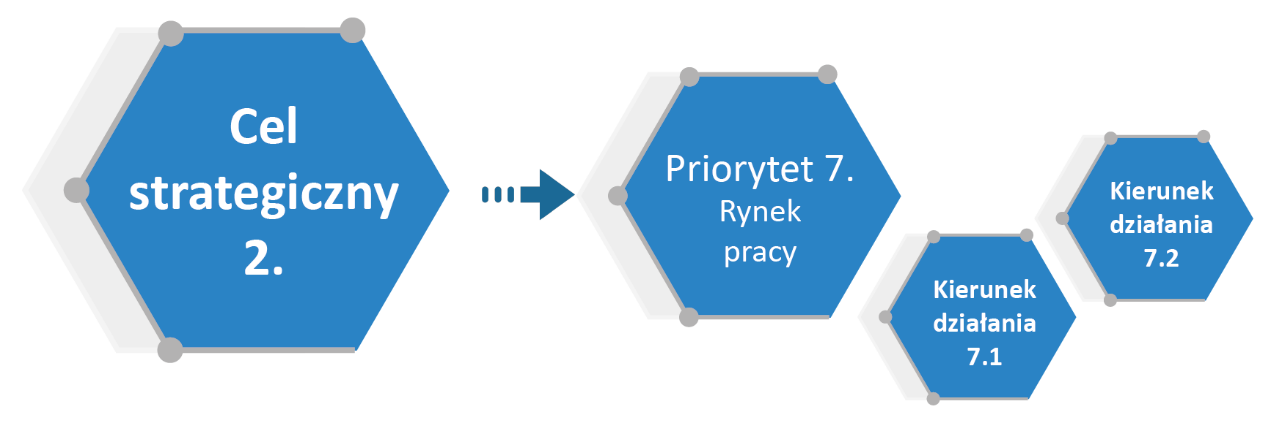 Cel
strategiczny
2.
Priorytet 7.
Rynek
pracy
Kierunek
działania
7.1
Kierunek
działania
7.2